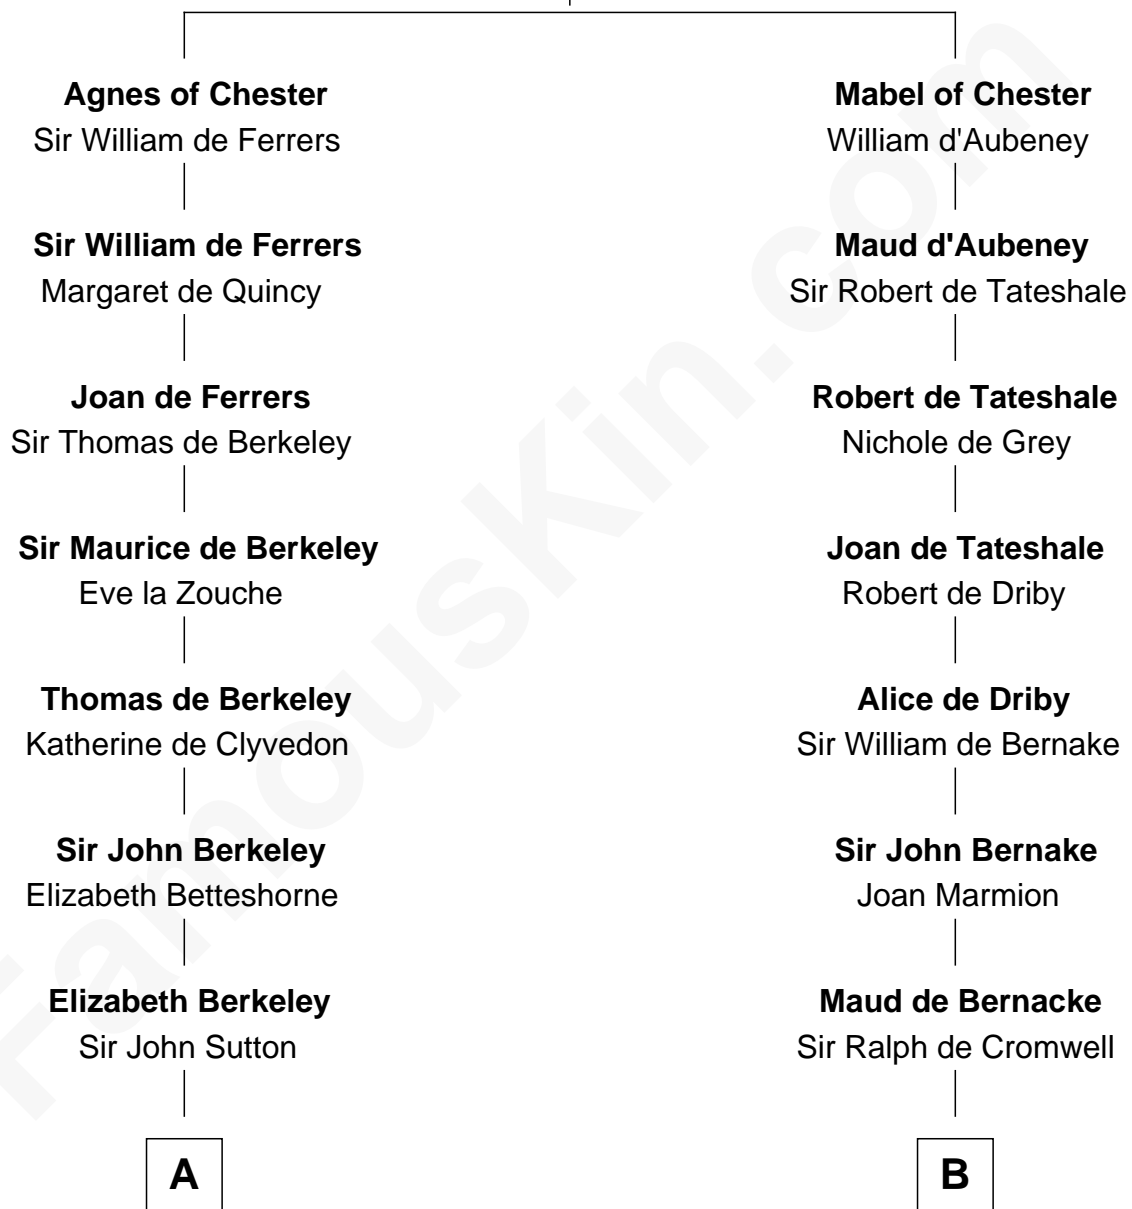 Agnes of Chester
Sir William de Ferrers
Mabel of Chester
William d'Aubeney
Sir William de Ferrers
Margaret de Quincy
Maud d'Aubeney
Sir Robert de Tateshale
Joan de Ferrers
Sir Thomas de Berkeley
Robert de Tateshale
Nichole de Grey
Sir Maurice de Berkeley
Eve la Zouche
Joan de Tateshale
Robert de Driby
Thomas de Berkeley
Katherine de Clyvedon
Alice de Driby
Sir William de Bernake
Sir John Berkeley
Elizabeth Betteshorne
Sir John Bernake
Joan Marmion
Elizabeth Berkeley
Sir John Sutton
Maud de Bernacke
Sir Ralph de Cromwell
A
B
FamousKin.com